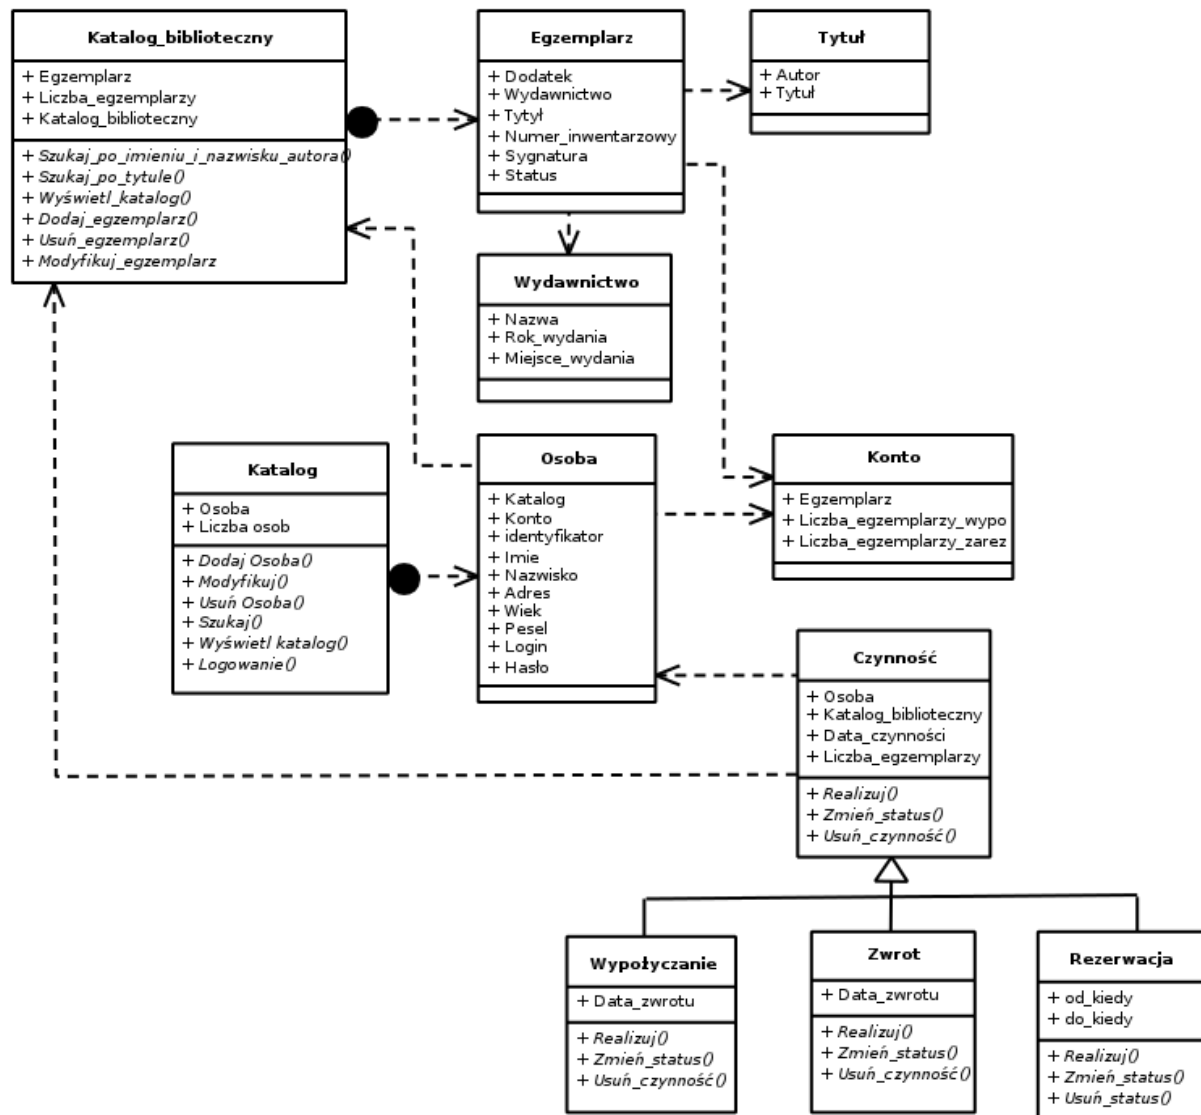 Katalog_biblioteczny
+ Egzemplarz
+ Liczba_egzemplarzy
+ Katalog_biblioteczny
+ Szukaj_po_imieniu_i_nazwisku_autora()
+ Szukaj_po_tytule()
+ Wyświetl_katalog()
+ Dodaj_egzemplarz()
+ Usuń_egzemplarz()
+ Modyfikuj_egzemplarz
Egzemplarz
+ Dodatek
+ Wydawnictwo
+ Tytył
+ Numer_inwentarzowy
+ Sygnatura
+ Status
Tytuł
+ Autor
+ Tytuł
Wydawnictwo
+ Nazwa
+ Rok_wydania
+ Miejsce_wydania
Katalog
+ Osoba
+ Liczba osob
+ Dodaj Osoba()
+ Modyfikuj()
+ Usuń Osoba()
+ Szukaj()
+ Wyświetl katalog()
+ Logowanie()
Osoba
+ Katalog
+ Konto
+ identyfikator
+ Imie
+ Nazwisko
+ Adres
+ Wiek
+ Pesel
+ Login
+ Hasło
Konto
+ Egzemplarz
+ Liczba_egzemplarzy_wypo
+ Liczba_egzemplarzy_zarez
Czynność
+ Osoba
+ Katalog_biblioteczny
+ Data_czynności
+ Liczba_egzemplarzy
+ Realizuj()
+ Zmień_status()
+ Usuń_czynność()
Wypożyczanie
+ Data_zwrotu
+ Realizuj()
+ Zmień_status()
+ Usuń_czynność()
Zwrot
+ Data_zwrotu
+ Realizuj()
+ Zmień_status()
+ Usuń_czynność()
Rezerwacja
+ od_kiedy
+ do_kiedy
+ Realizuj()
+ Zmień_status()
+ Usuń_status()